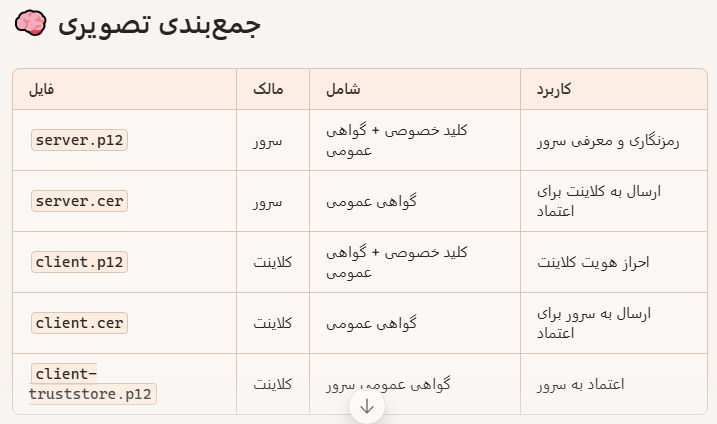 جمع‌بندی تصویری 🧠
فایل	مالک	شامل	کاربرد
server.p12	سرور	کلید خصوصی + گواهی عمومی	رمزنگاری و معرفی سرور
server.cer	سرور	گواهی عمومی	ارسال به کلاینت برای اعتماد
client.p12	کلاینت	کلید خصوصی + گواهی عمومی	احراز هویت کلاینت
client.cer	کلاینت	گواهی عمومی	ارسال به سرور برای اعتماد
client-truststore.p12	کلاینت	گواهی عمومی سرور	اعتماد به سرور